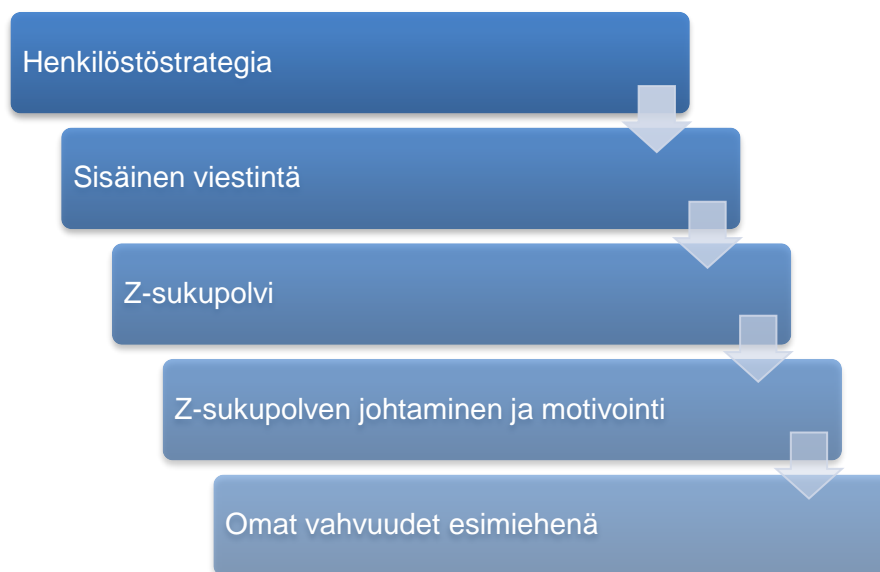 Henkilöstöstrategia
Sisäinen viestintä
Z-sukupolvi
Z-sukupolven johtaminen ja motivointi
Omat vahvuudet esimiehenä